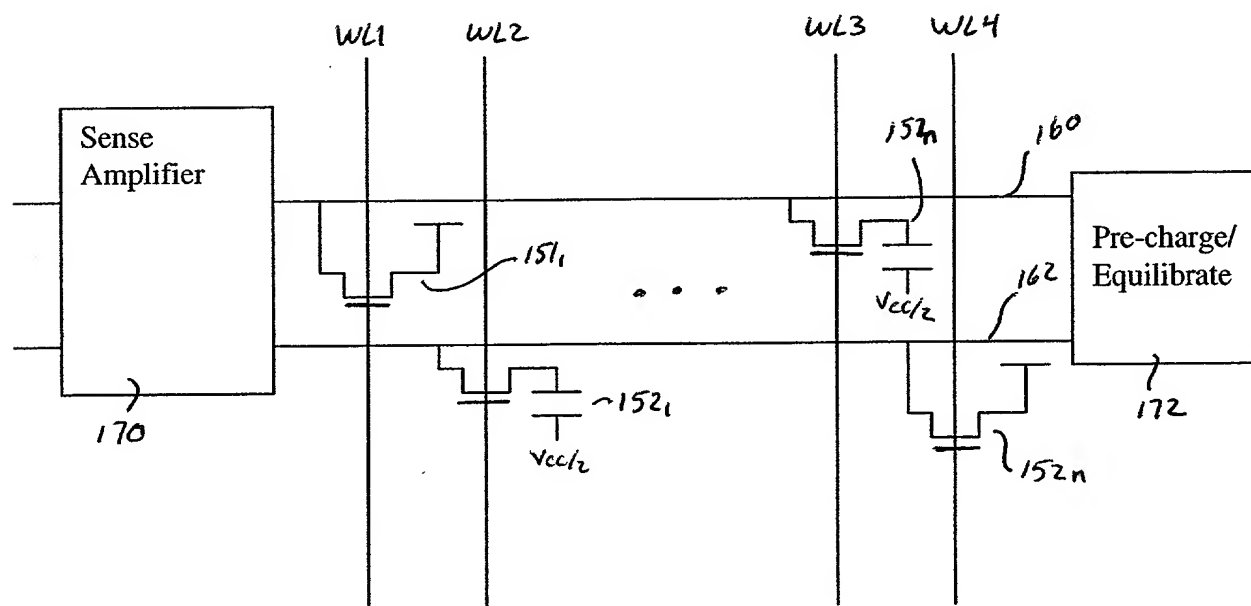 WL1 WL2 WL3 WL4
Sense
Amplifier
152n
160
151₁
Pre-charge/
Equilibrate
162
Vcc/2
152₁
170
172
Vcc/2
152n